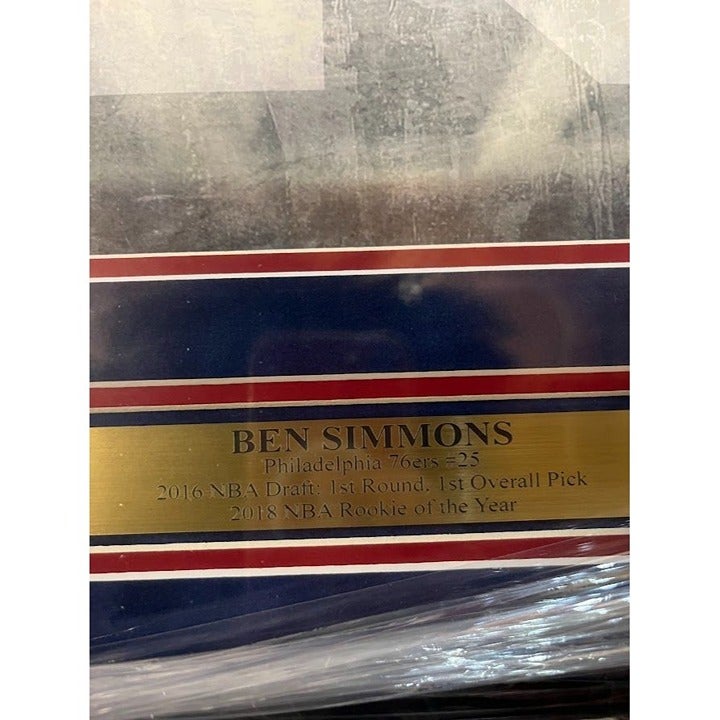 BEN SIMMONS
Philadelphia 76ers #25
2016 NBA Draft: 1st Round, 1st Overall Pick
2018 NBA Rookie of the Year